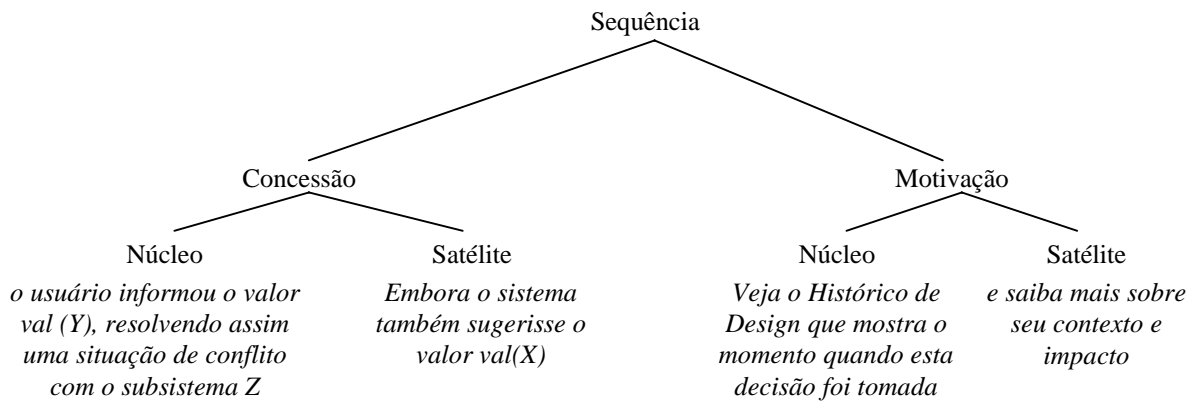 Sequência
Concessão
Motivação
Núcleo
Satélite
Núcleo
Satélite
o usuário informou o valor
val (Y), resolvendo assim
uma situação de conflito
com o subsistema Z
Embora o sistema
também sugerisse o
valor val(X)
Veja o Histórico de
Design que mostra o
momento quando esta
decisão foi tomada
e saiba mais sobre
seu contexto e
impacto